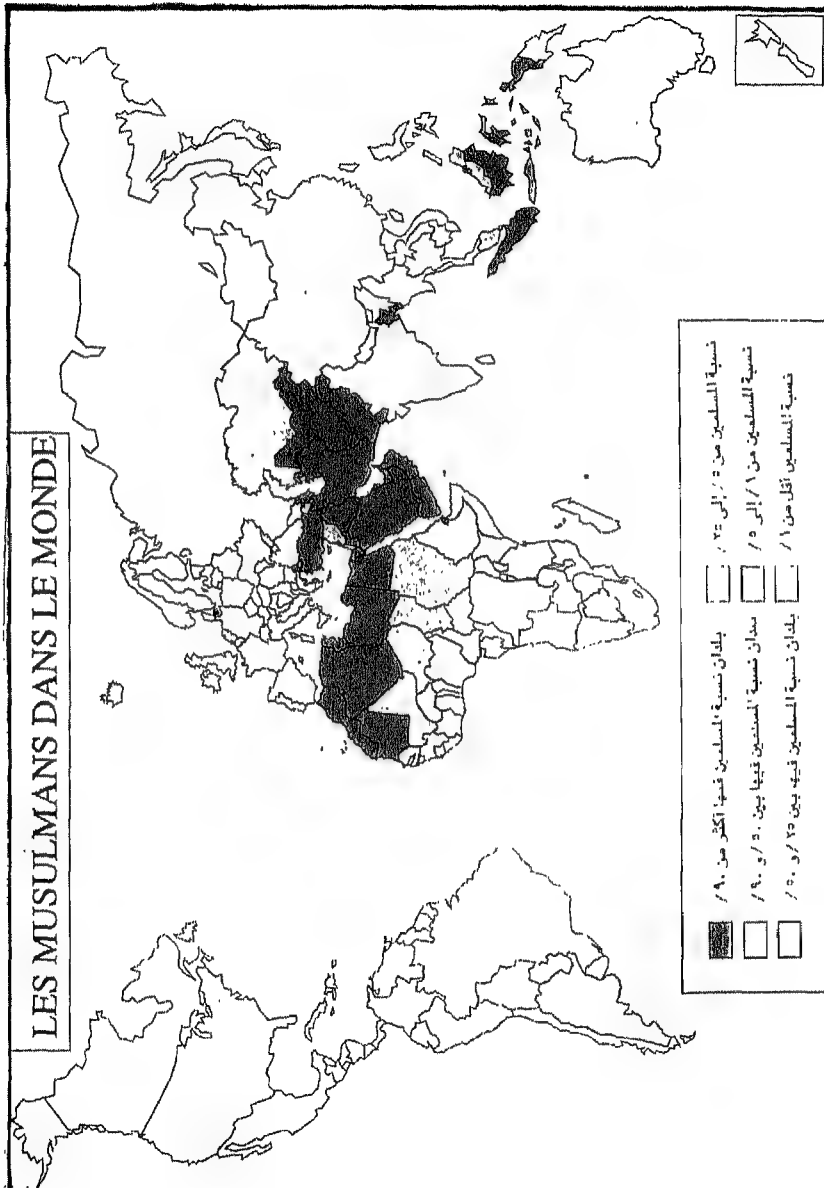 LES MUSULMANS DANS LE MONDE
بلدان نسبة المسلمين فيها أكثر من ٩٠ ٪
بلدان نسبة المسلمين فيها بين ٥٠ ٪ و ٩٠ ٪
بلدان نسبة المسلمين فيها بين ٢٥ ٪ و ٥٠ ٪
نسبة المسلمين من ٥ ٪ إلى ٢٥ ٪
نسبة المسلمين من ١ ٪ إلى ٥ ٪
نسبة المسلمين أقل من ١ ٪